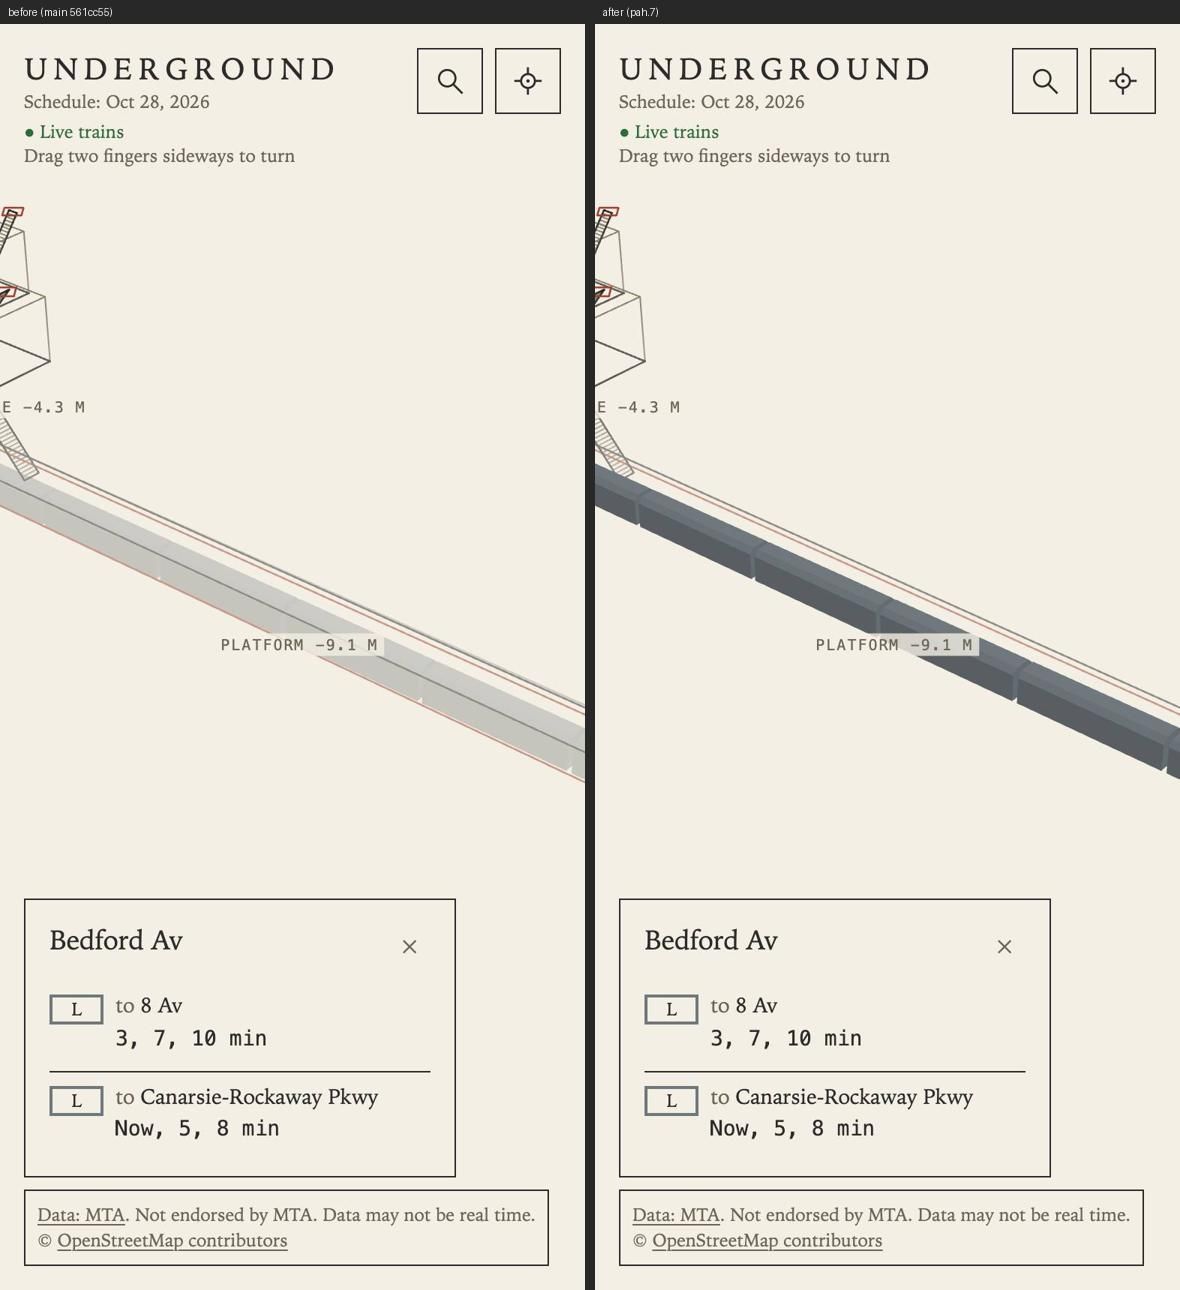 before (main 561cc55)
UNDERGROUND
Schedule: Oct 28, 2026
● Live trains
Drag two fingers sideways to turn
E −4.3 M
PLATFORM −9.1 M
Bedford Av
×
L to 8 Av
3, 7, 10 min
L to Canarsie-Rockaway Pkwy
Now, 5, 8 min
Data: MTA. Not endorsed by MTA. Data may not be real time.
© OpenStreetMap contributors
after (pah.7)
UNDERGROUND
Schedule: Oct 28, 2026
● Live trains
Drag two fingers sideways to turn
E −4.3 M
PLATFORM −9.1 M
Bedford Av
×
L to 8 Av
3, 7, 10 min
L to Canarsie-Rockaway Pkwy
Now, 5, 8 min
Data: MTA. Not endorsed by MTA. Data may not be real time.
© OpenStreetMap contributors